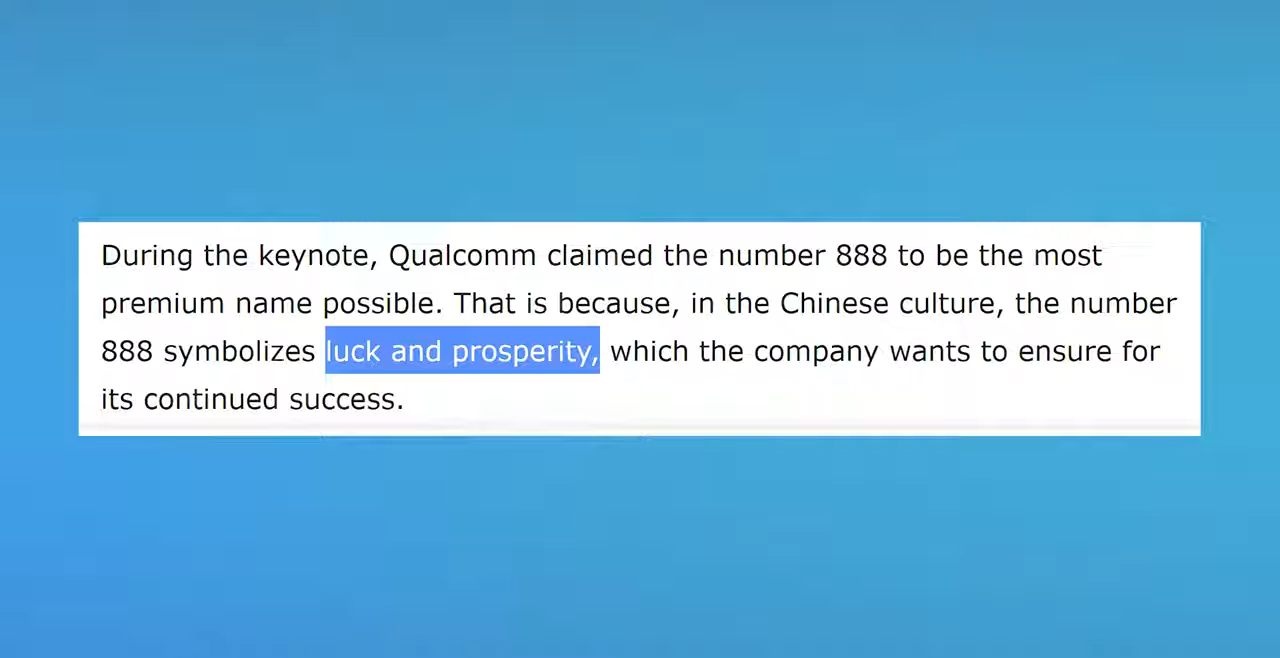 During the keynote, Qualcomm claimed the number 888 to be the most
premium name possible. That is because, in the Chinese culture, the number
888 symbolizes luck and prosperity, which the company wants to ensure for
its continued success.